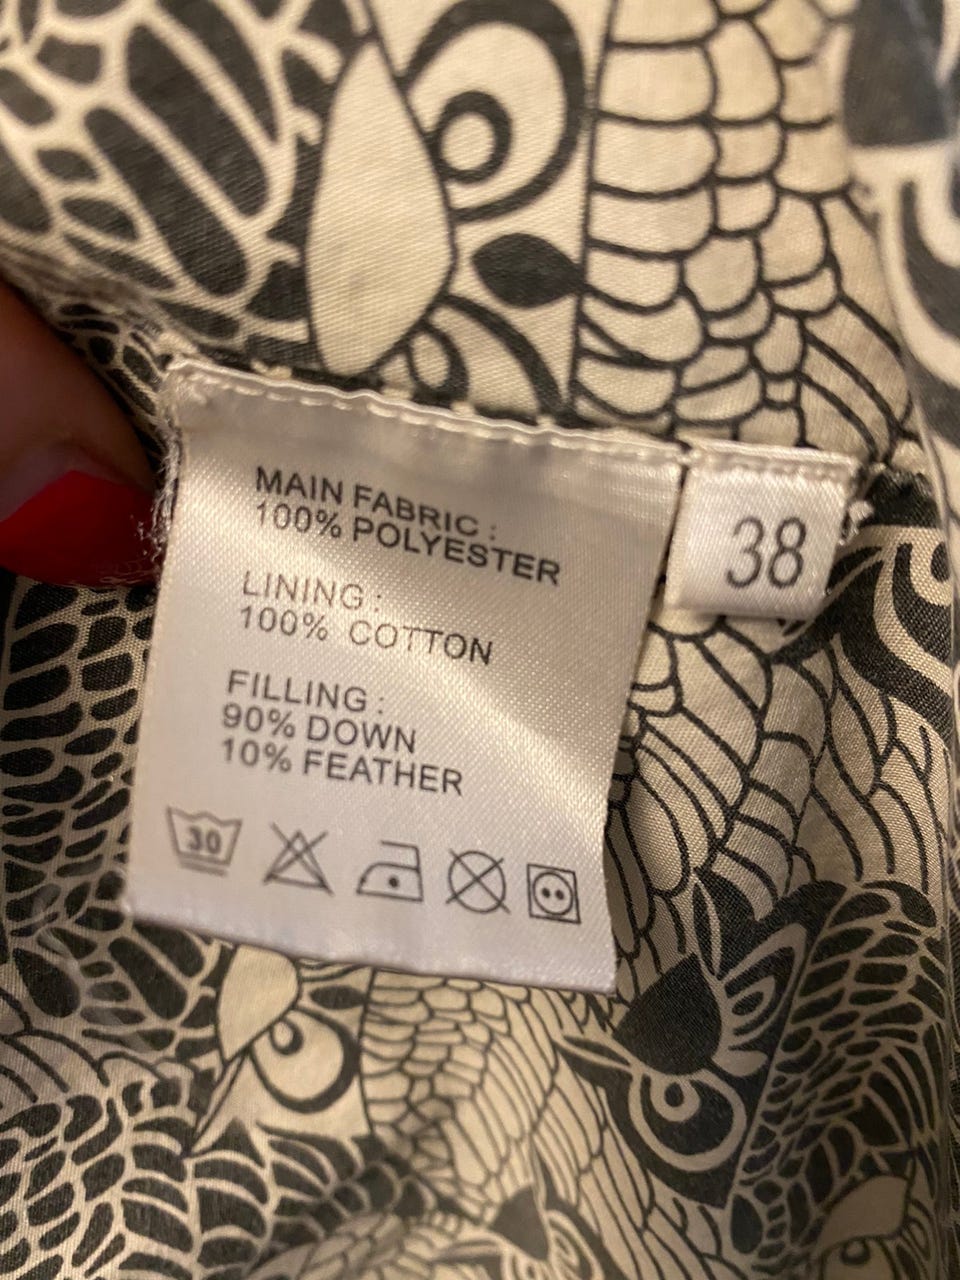 MAIN FABRIC :
100% POLYESTER
LINING :
100% COTTON
FILLING :
90% DOWN
10% FEATHER
30
38